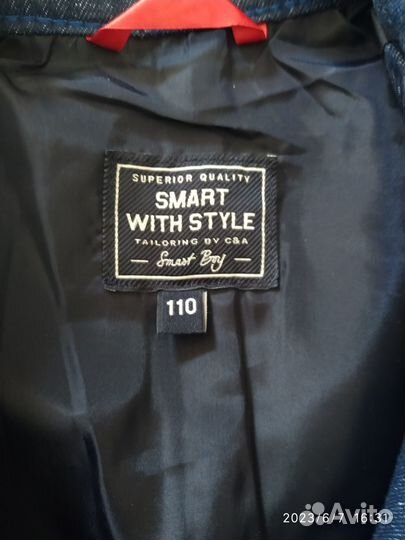 SUPERIOR QUALITY
SMART
WITH STYLE
TAILORING BY C&A
Smart Boy
110
2023/6/7 16:31
Avito